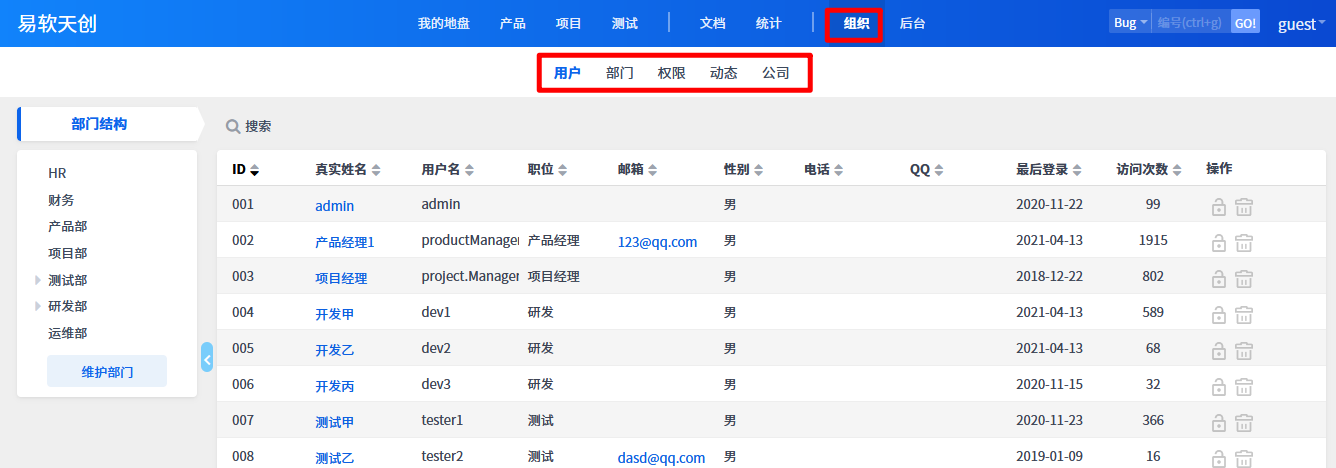 易软天创 我的地盘 产品 项目 测试 文档 统计 组织 后台 Bug 编号(ctrl+g) GO! guest
用户 部门 权限 动态 公司
部门结构
搜索
HR
财务
产品部
项目部
测试部
研发部
运维部
维护部门
ID 真实姓名 用户名 职位 邮箱 性别 电话 QQ 最后登录 访问次数 操作
001 admin admin 男 2020-11-22 99
002 产品经理1 productManager 产品经理 123@qq.com 男 2021-04-13 1915
003 项目经理 project.Manager 项目经理 男 2018-12-22 802
004 开发甲 dev1 研发 男 2021-04-13 589
005 开发乙 dev2 研发 男 2021-04-13 68
006 开发丙 dev3 研发 男 2020-11-15 32
007 测试甲 tester1 测试 男 2020-11-23 366
008 测试乙 tester2 测试 dasd@qq.com 男 2019-01-09 16